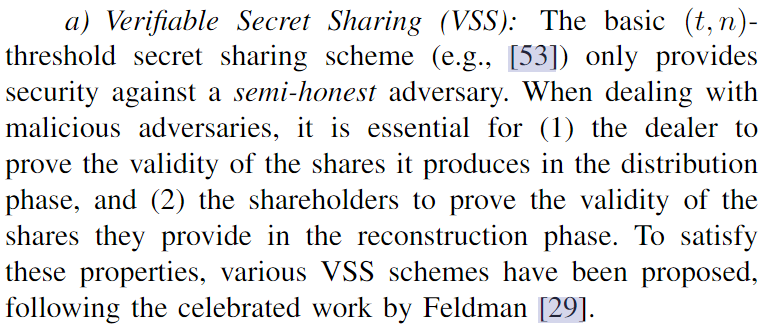 a) Verifiable Secret Sharing (VSS): The basic (t, n)-
threshold secret sharing scheme (e.g., [53]) only provides
security against a semi-honest adversary. When dealing with
malicious adversaries, it is essential for (1) the dealer to
prove the validity of the shares it produces in the distribution
phase, and (2) the shareholders to prove the validity of the
shares they provide in the reconstruction phase. To satisfy
these properties, various VSS schemes have been proposed,
following the celebrated work by Feldman [29].